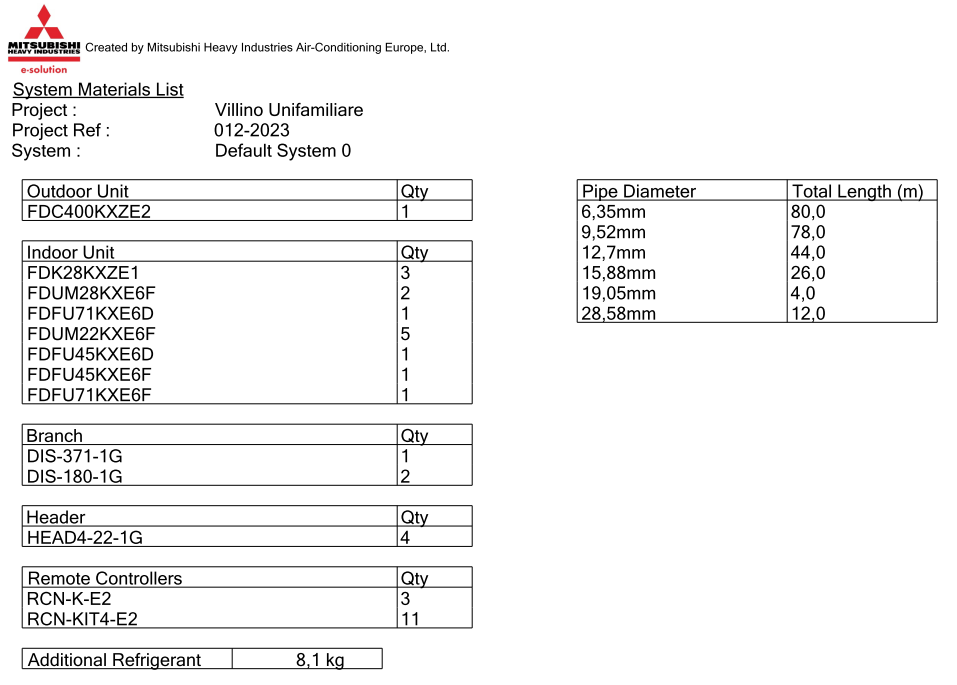 MITSUBISHI
HEAVY INDUSTRIES
e-solution
Created by Mitsubishi Heavy Industries Air-Conditioning Europe, Ltd.
System Materials List
Project : Villino Unifamiliare
Project Ref : 012-2023
System : Default System 0
Outdoor Unit Qty
FDC400KXZE2 1
Indoor Unit Qty
FDK28KXZE1 3
FDUM28KXE6F 2
FDFU71KXE6D 1
FDUM22KXE6F 5
FDFU45KXE6D 1
FDFU45KXE6F 1
FDFU71KXE6F 1
Branch Qty
DIS-371-1G 1
DIS-180-1G 2
Header Qty
HEAD4-22-1G 4
Remote Controllers Qty
RCN-K-E2 3
RCN-KIT4-E2 11
Additional Refrigerant 8,1 kg
Pipe Diameter Total Length (m)
6,35mm 80,0
9,52mm 78,0
12,7mm 44,0
15,88mm 26,0
19,05mm 4,0
28,58mm 12,0